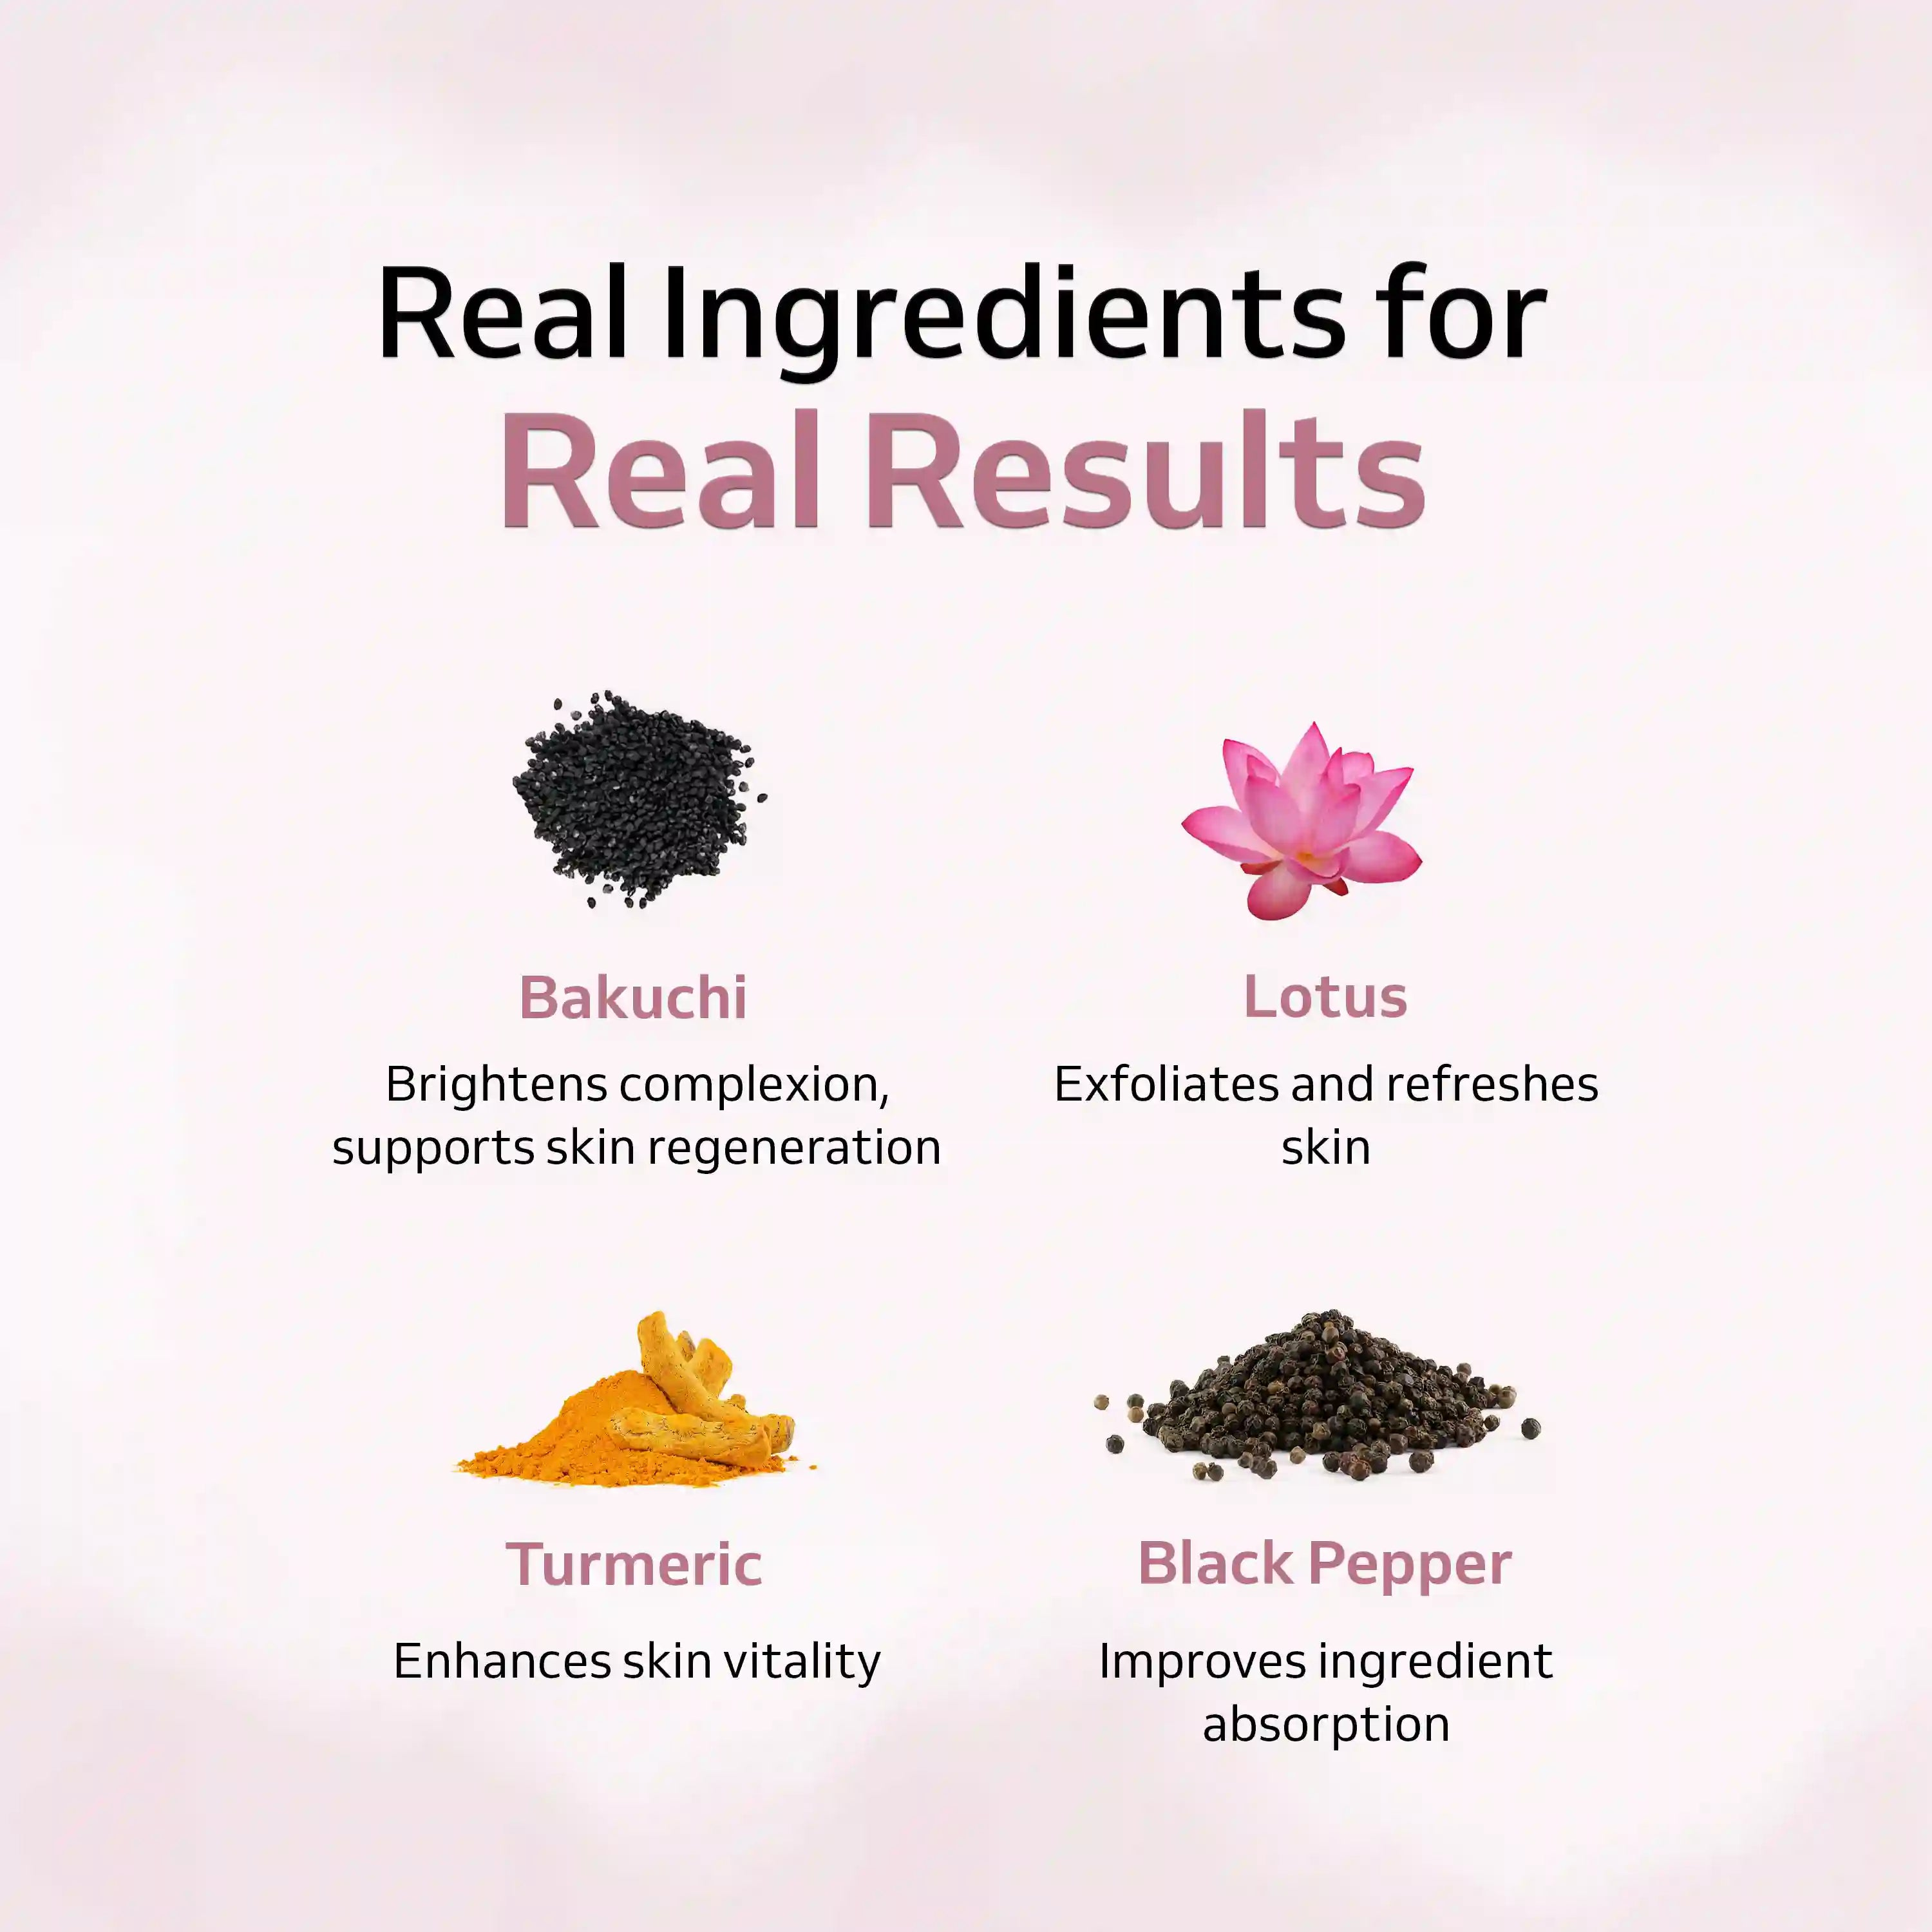 Real Ingredients for
Real Results
Bakuchi
Brightens complexion,
supports skin regeneration
Lotus
Exfoliates and refreshes
skin
Turmeric
Enhances skin vitality
Black Pepper
Improves ingredient
absorption